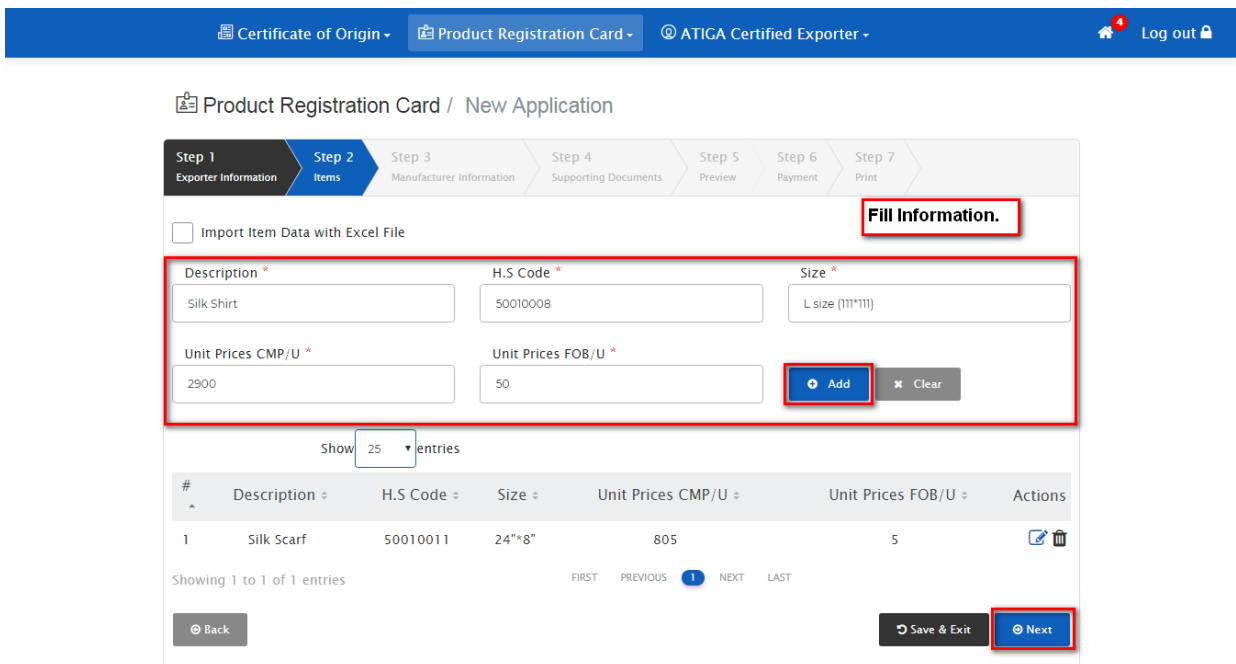 Certificate of Origin Product Registration Card ATIGA Certified Exporter 4 Log out
Product Registration Card / New Application
Step 1 Step 2 Step 3 Step 4 Step 5 Step 6 Step 7
Exporter Information Items Manufacturer Information Supporting Documents Preview Payment Print
Fill Information.
Import Item Data with Excel File
Description * H.S Code * Size *
Silk Shirt 50010008 L size (111*111)
Unit Prices CMP/U * Unit Prices FOB/U *
2900 50 Add Clear
Show 25 entries
# Description H.S Code Size Unit Prices CMP/U Unit Prices FOB/U Actions
1 Silk Scarf 50010011 24"*8" 805 5
Showing 1 to 1 of 1 entries FIRST PREVIOUS 1 NEXT LAST
Back Save & Exit Next